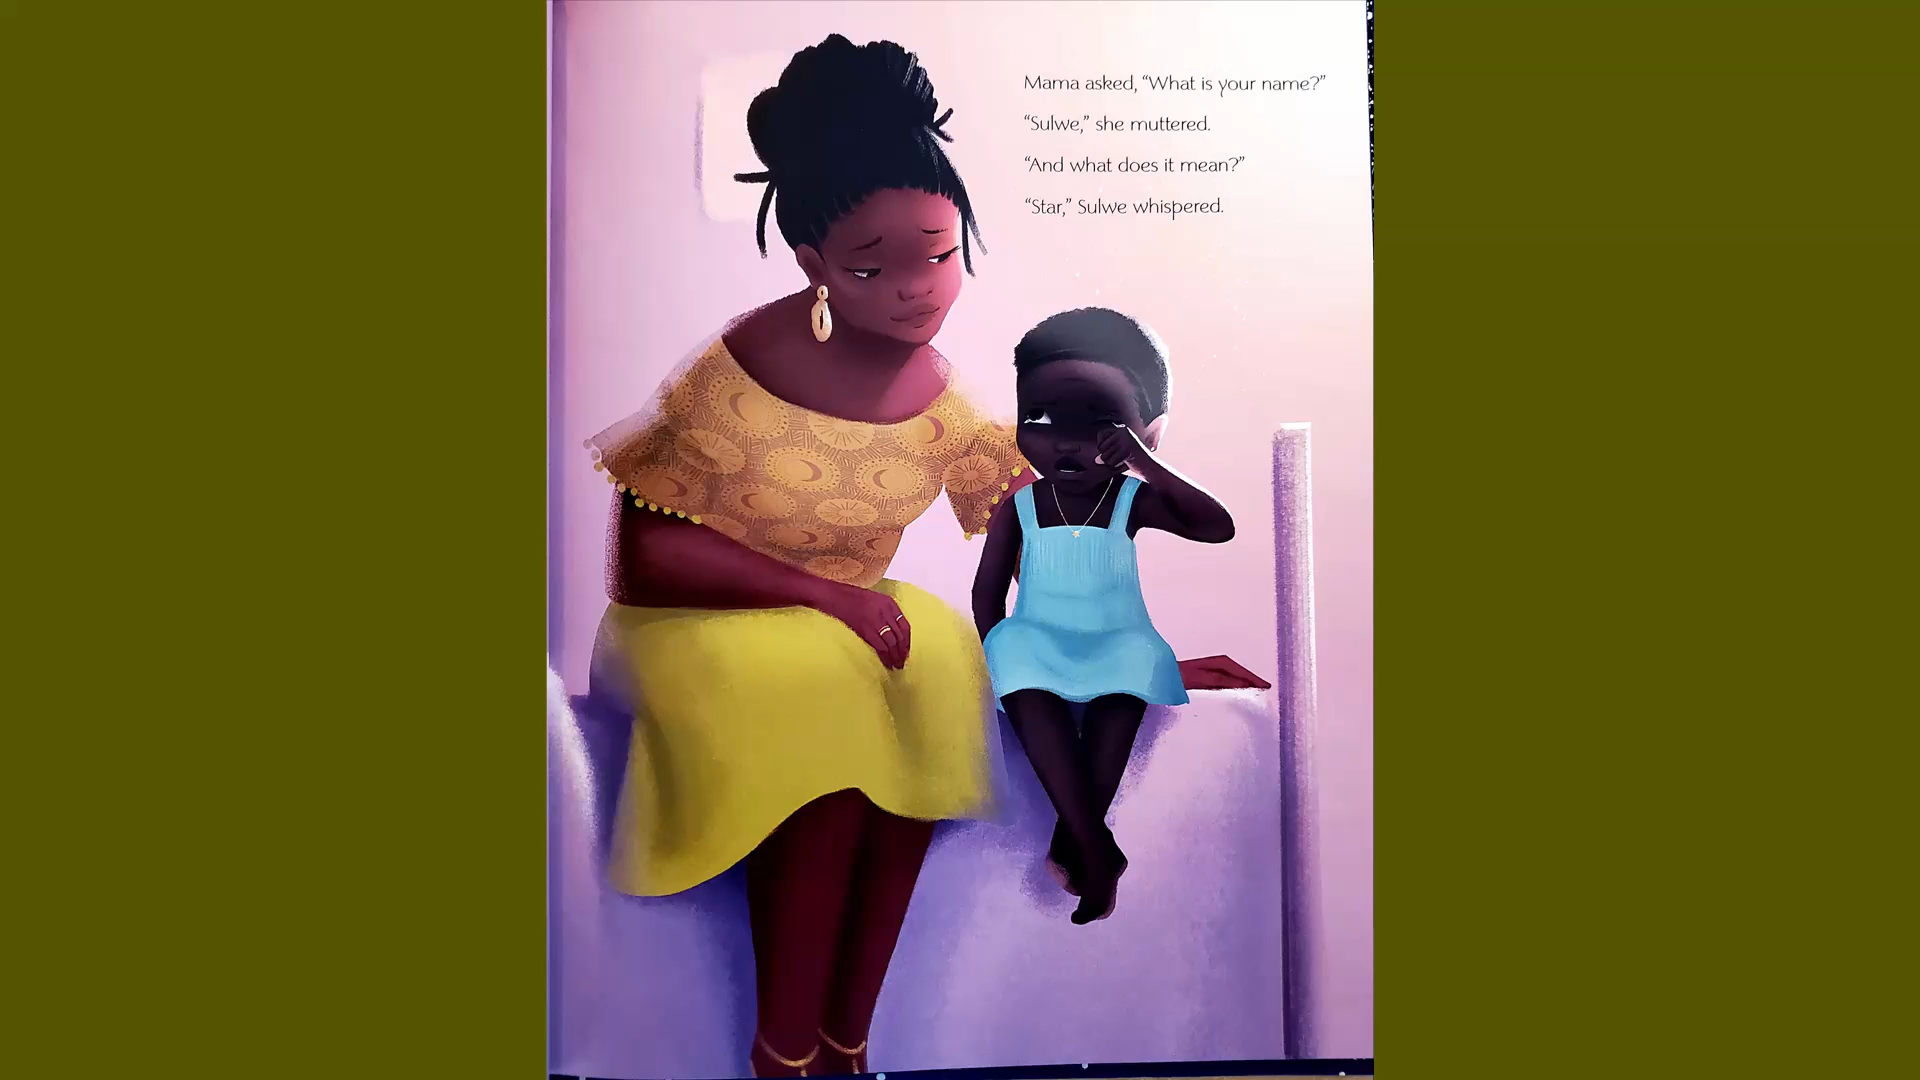 Mama asked, “What is your name?”
“Sulwe,” she muttered.
“And what does it mean?”
“Star,” Sulwe whispered.